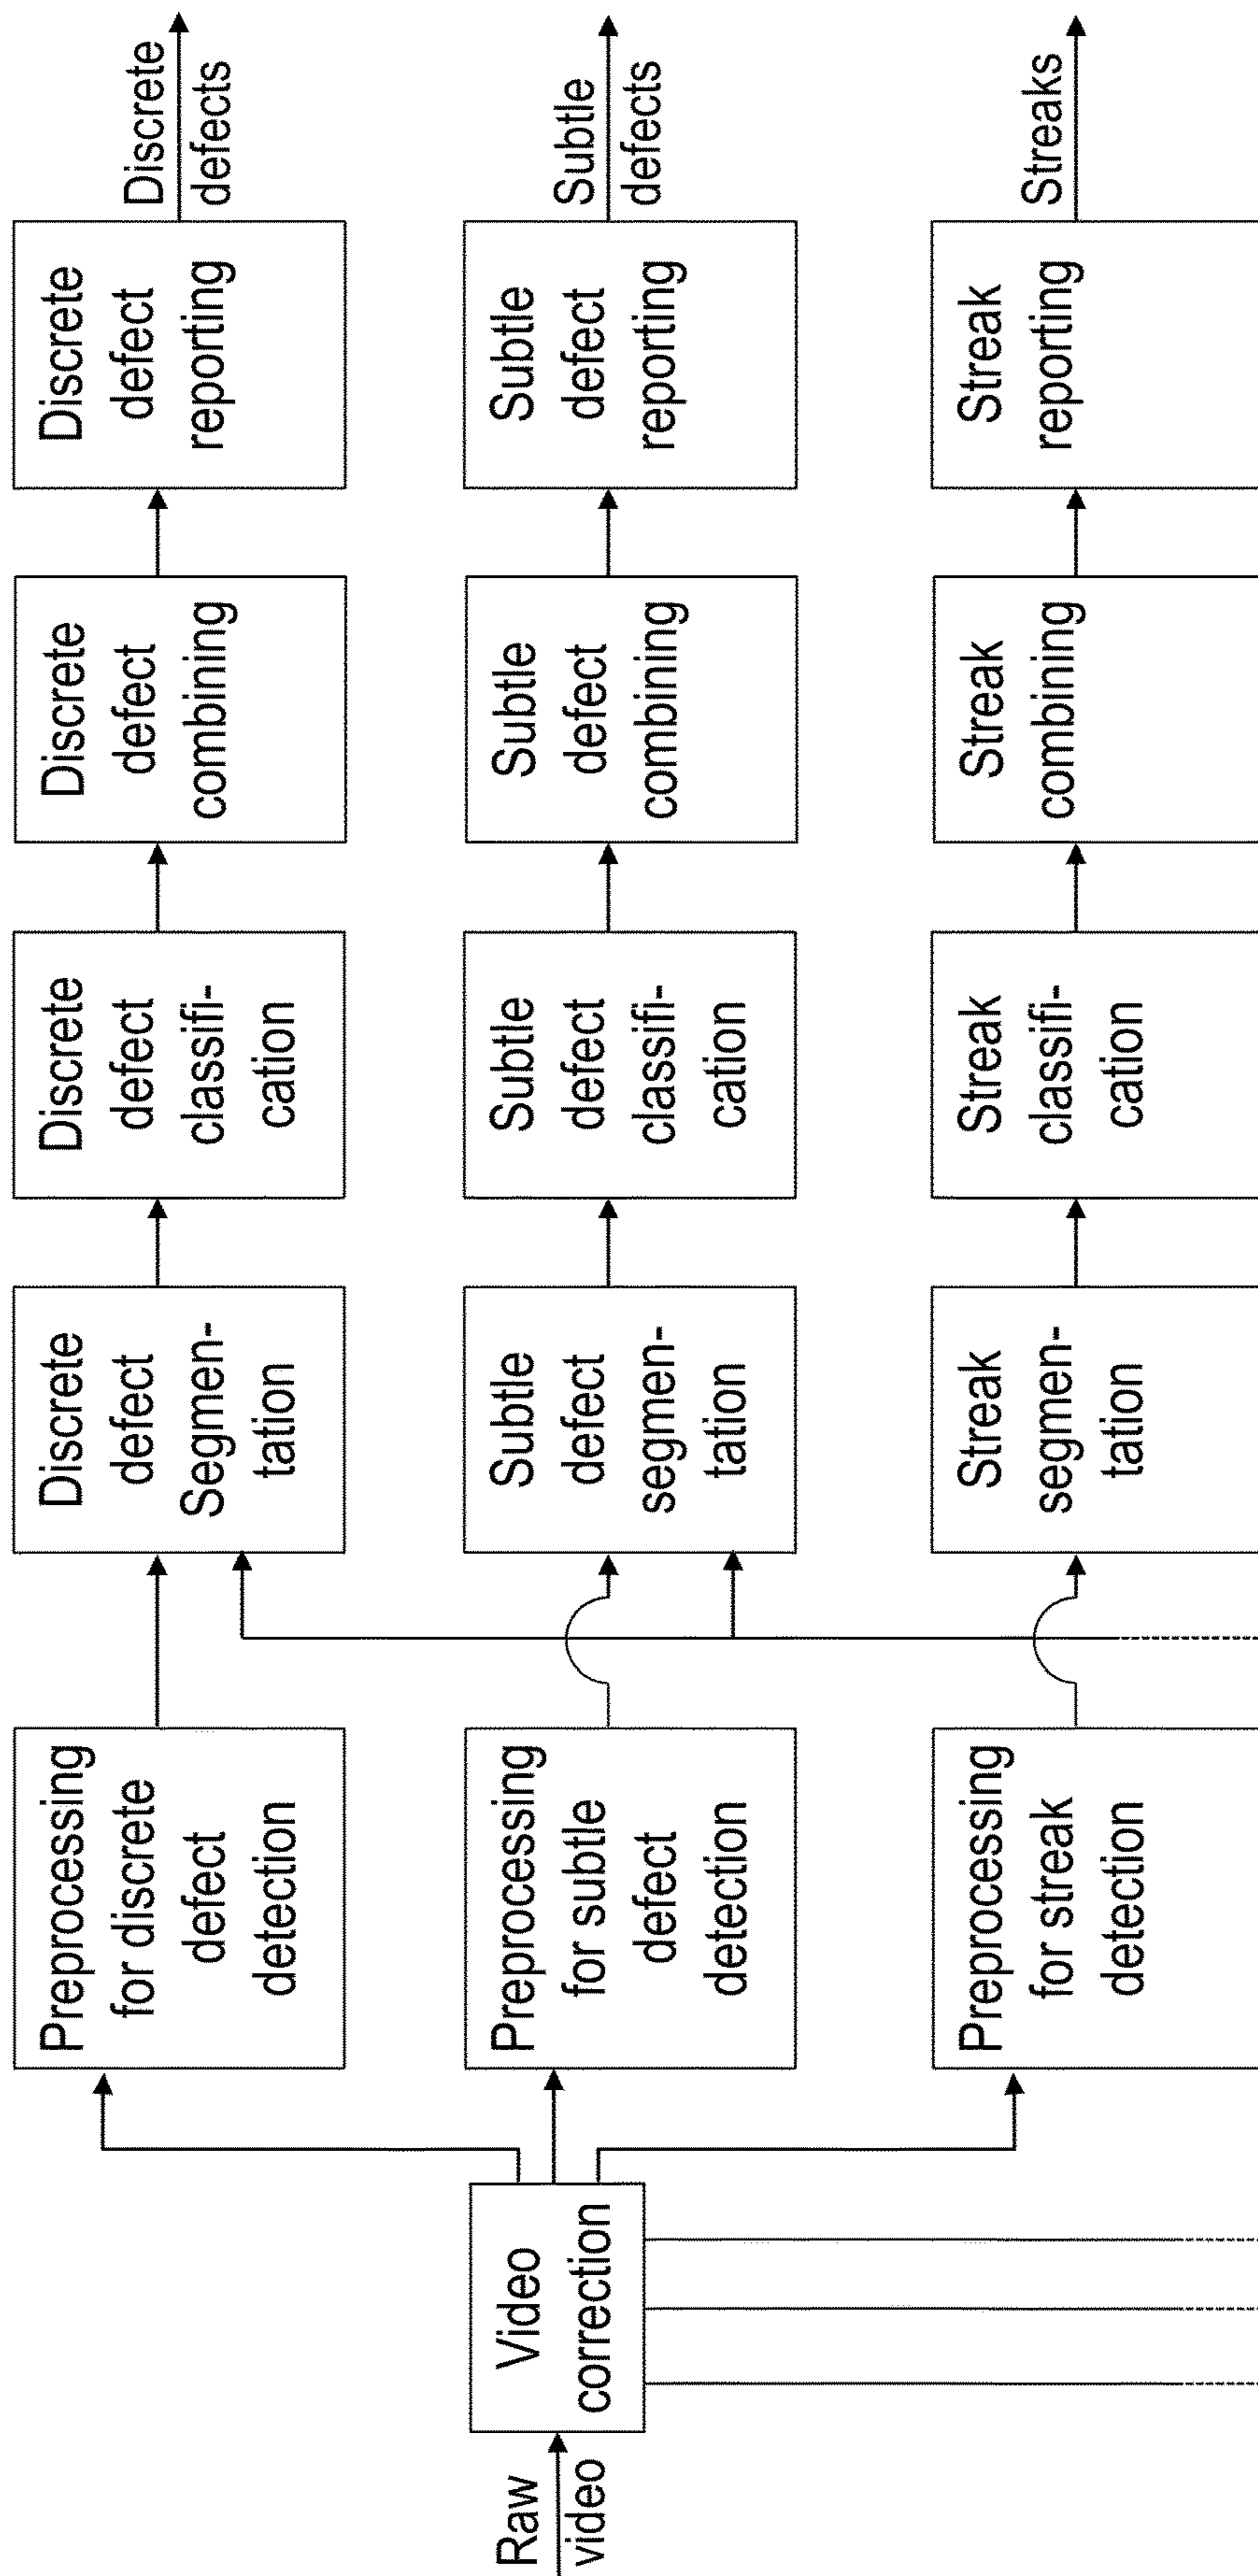 Raw
video
Video
correction
Preprocessing
for discrete
defect
detection
Discrete
defect
Segmen-
tation
Discrete
defect
classifi-
cation
Discrete
defect
combining
Discrete
defect
reporting
Discrete
defects
Preprocessing
for subtle
defect
detection
Subtle
defect
segmen-
tation
Subtle
defect
classifi-
cation
Subtle
defect
combining
Subtle
defect
reporting
Subtle
defects
Preprocessing
for streak
detection
Streak
segmen-
tation
Streak
classifi-
cation
Streak
combining
Streak
reporting
Streaks